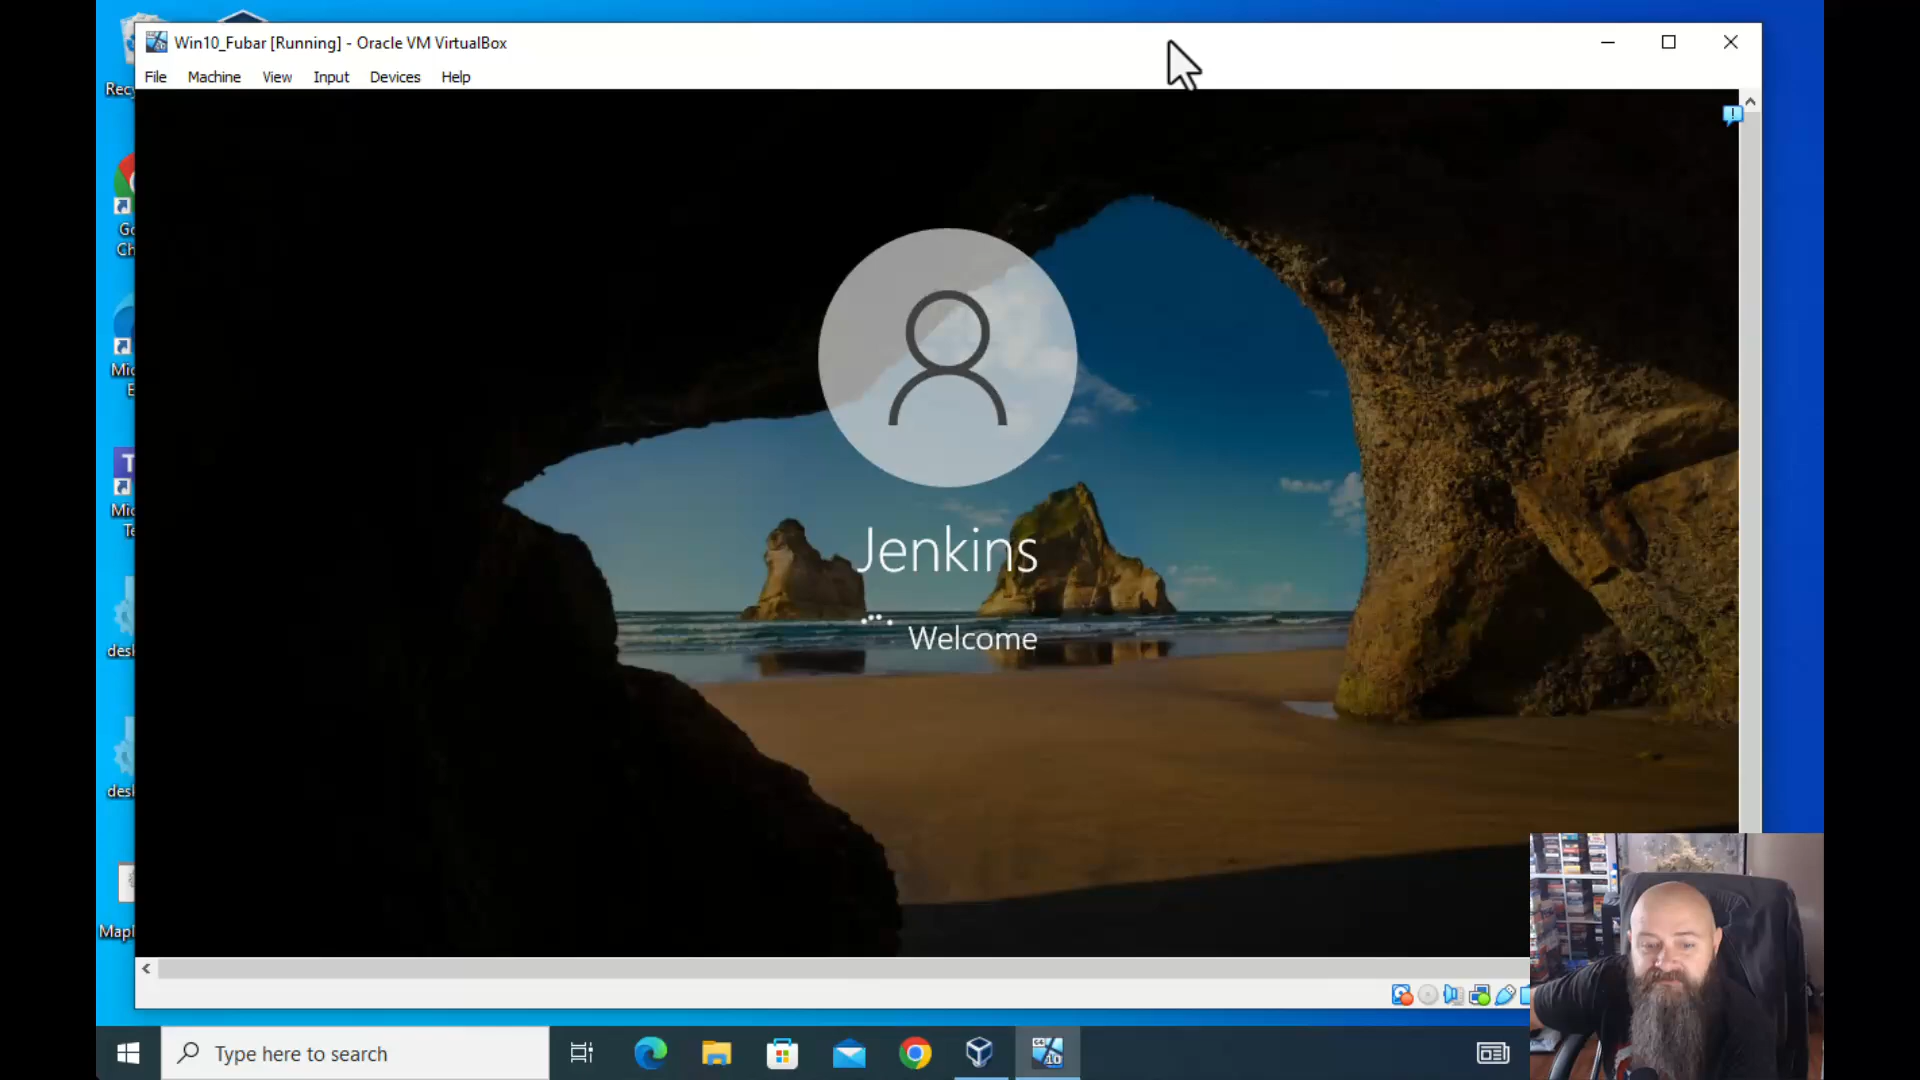 Win10_Fubar [Running] - Oracle VM VirtualBox
File Machine View Input Devices Help
Jenkins
Welcome
Type here to search